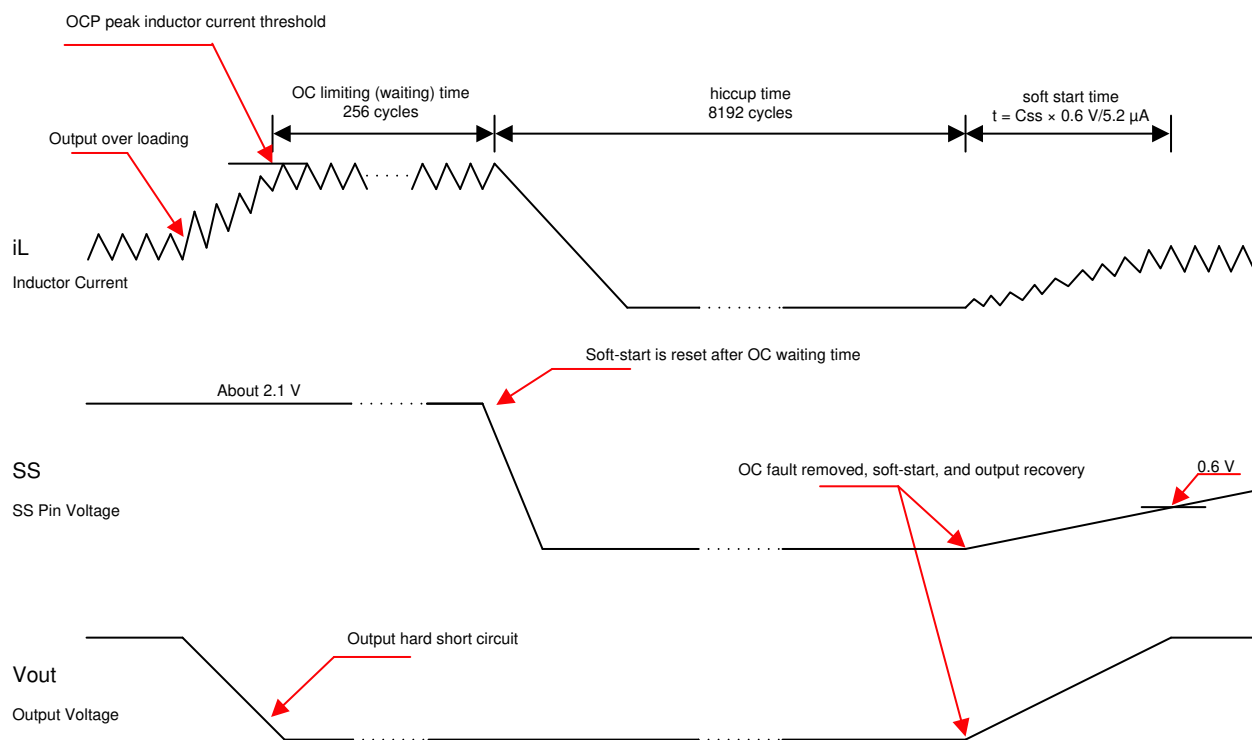 OCP peak inductor current threshold
OC limiting (waiting) time
256 cycles
hiccup time
8192 cycles
soft start time
t = Css × 0.6 V/5.2 µA
Output over loading
iL
Inductor Current
Soft-start is reset after OC waiting time
About 2.1 V
SS
SS Pin Voltage
OC fault removed, soft-start, and output recovery
0.6 V
Output hard short circuit
Vout
Output Voltage